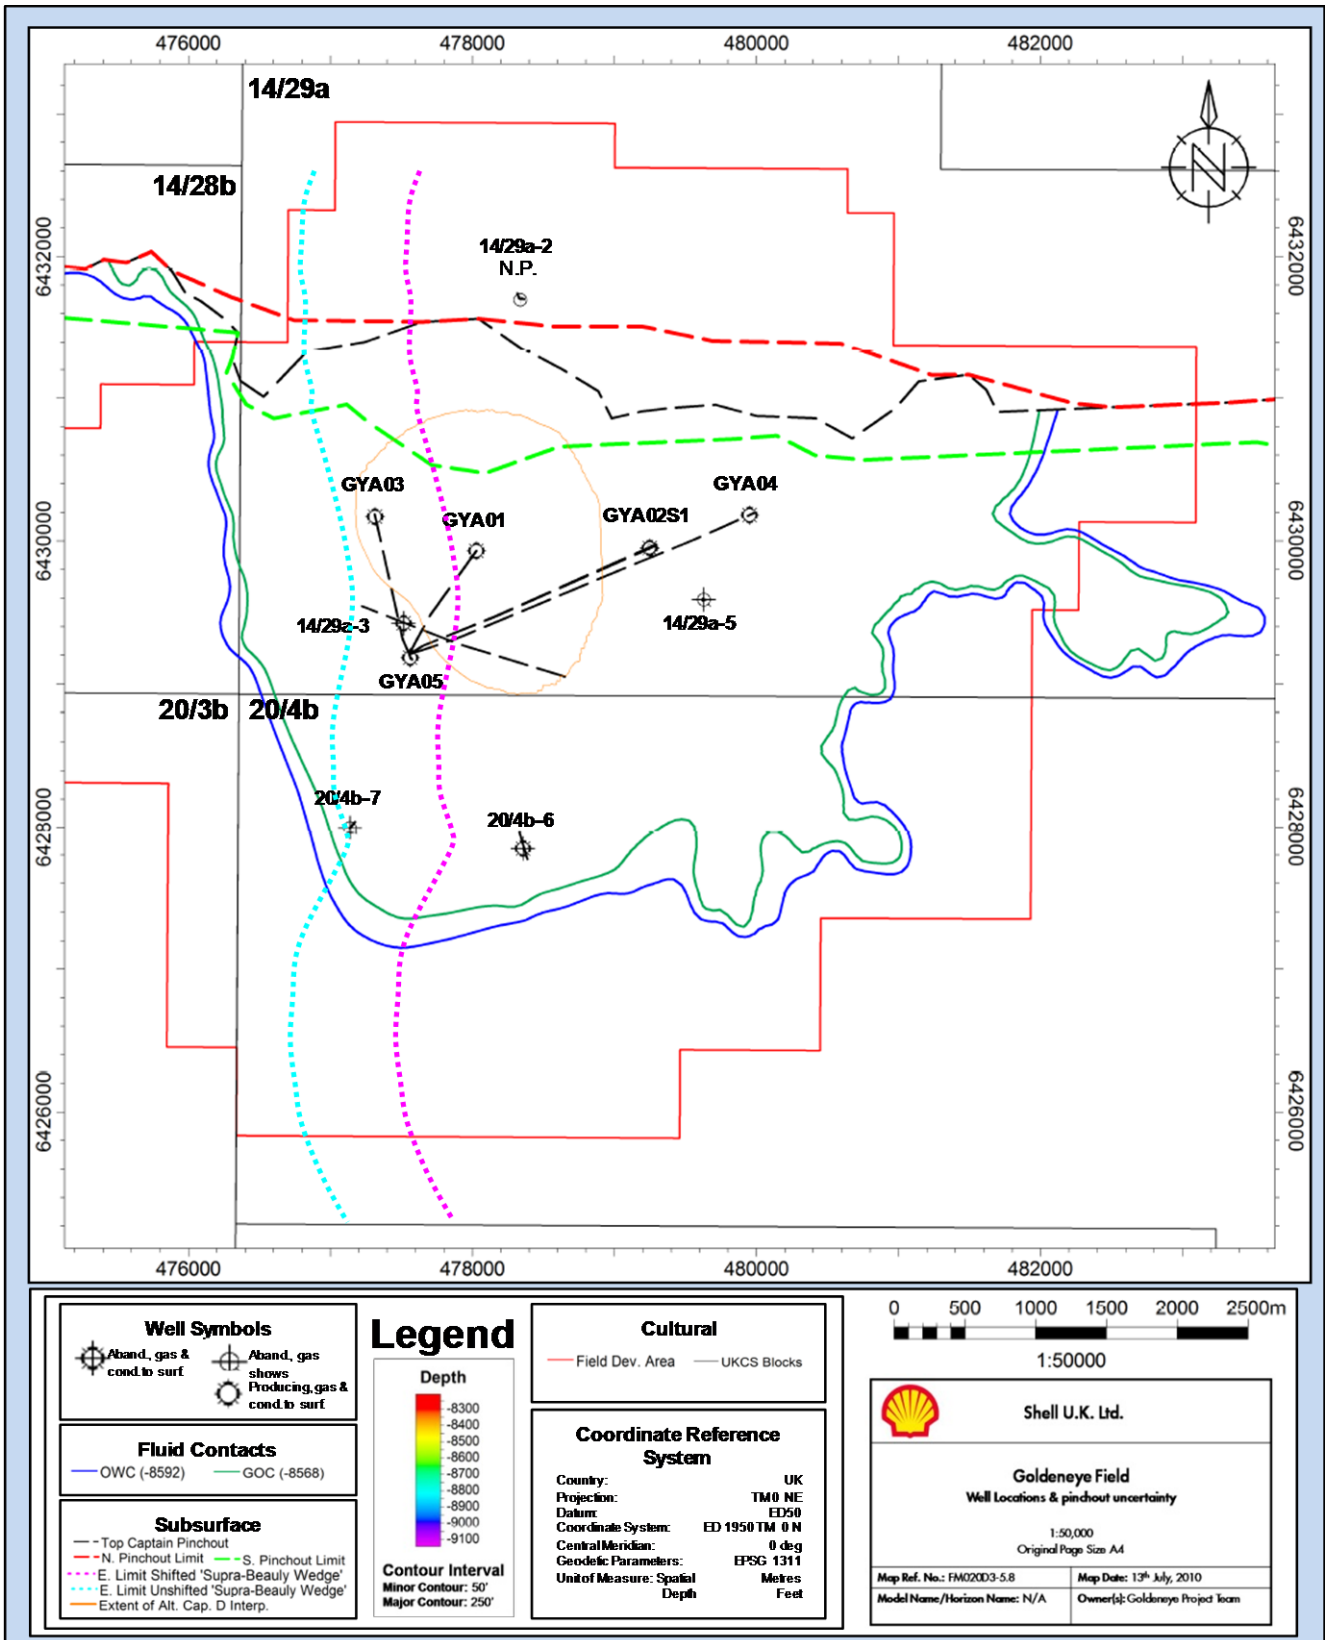 476000 478000 480000 482000
14/29a
14/28b
14/29a-2
N.P.
6432000
6432000
GYA03
GYA04
GYA01
GYA02S1
6430000
6430000
14/29a-3
14/29a-5
GYA05
20/3b
20/4b
20/4b-7
20/4b-6
6428000
6428000
6426000
6426000
476000 478000 480000 482000
Well Symbols
Aband., gas & cond. to surf
Aband., gas shows
Producing, gas & cond. to surf
Fluid Contacts
OWC (-8592) GOC (-8568)
Subsurface
Top Captain Pinchout
N. Pinchout Limit S. Pinchout Limit
E. Limit Shifted 'Supra-Beauly Wedge'
E. Limit Unshifted 'Supra-Beauly Wedge'
Extent of Alt. Cap. D Interp.
Legend
Depth
-8300
-8400
-8500
-8600
-8700
-8800
-8900
-9000
-9100
Contour Interval
Minor Contour: 50'
Major Contour: 250'
Cultural
Field Dev. Area UKCS Blocks
Coordinate Reference
System
Country: UK
Projection: TM0 NE
Datum: ED50
Coordinate System: ED 1950 TM 0 N
Central Meridian: 0 deg
Geodetic Parameters: EPSG 1311
Unit of Measure: Spatial Metres
Depth Feet
0 500 1000 1500 2000 2500m
1:50000
Shell U.K. Ltd.
Goldeneye Field
Well Locations & pinchout uncertainty
1:50,000
Original Page Size A4
Map Ref. No.: FM020D3-5.8 Map Date: 13th July, 2010
Model Name/Horizon Name: N/A Owner(s): Goldeneye Project Team
N